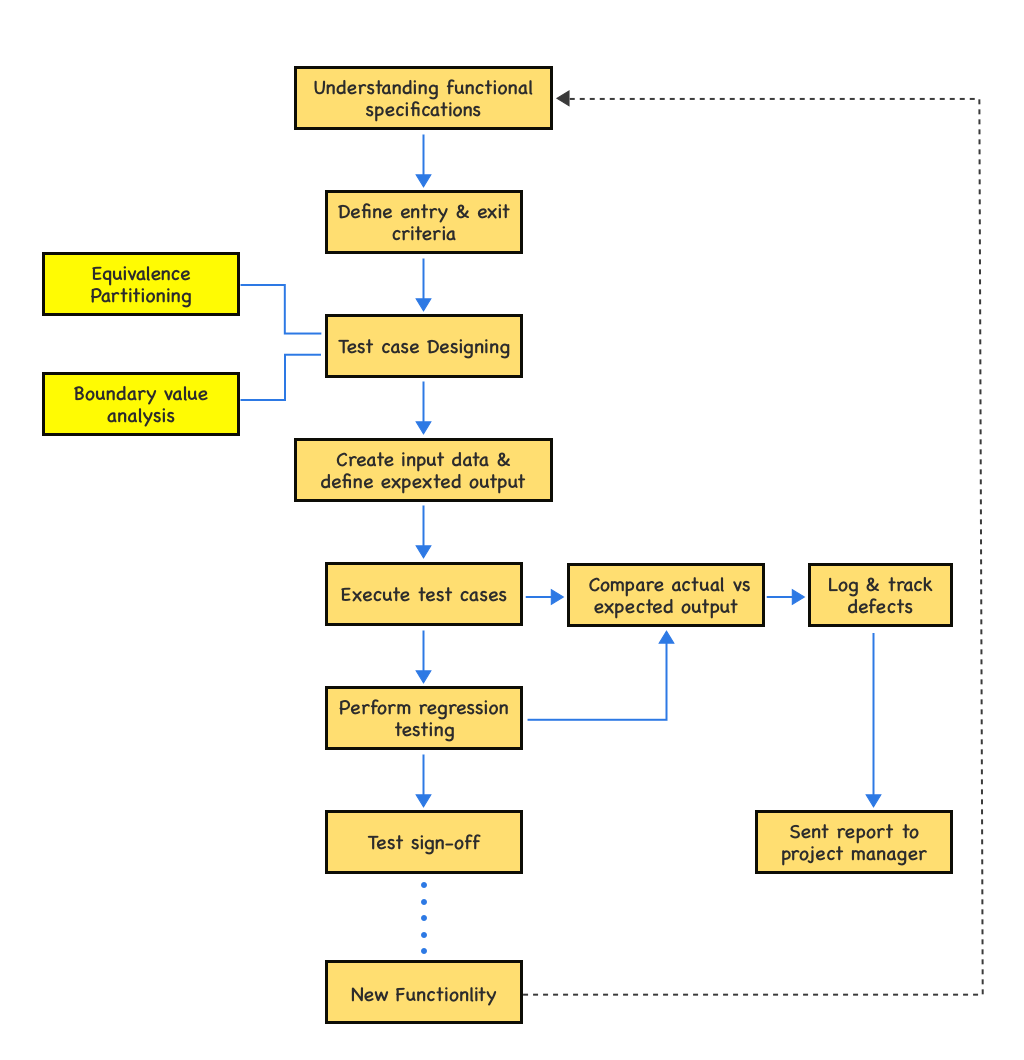 Understanding functional
specifications
Define entry & exit
criteria
Equivalence
Partitioning
Test case Designing
Boundary value
analysis
Create input data &
define expexted output
Execute test cases
Compare actual vs
expected output
Log & track
defects
Perform regression
testing
Test sign-off
Sent report to
project manager
New Functionlity